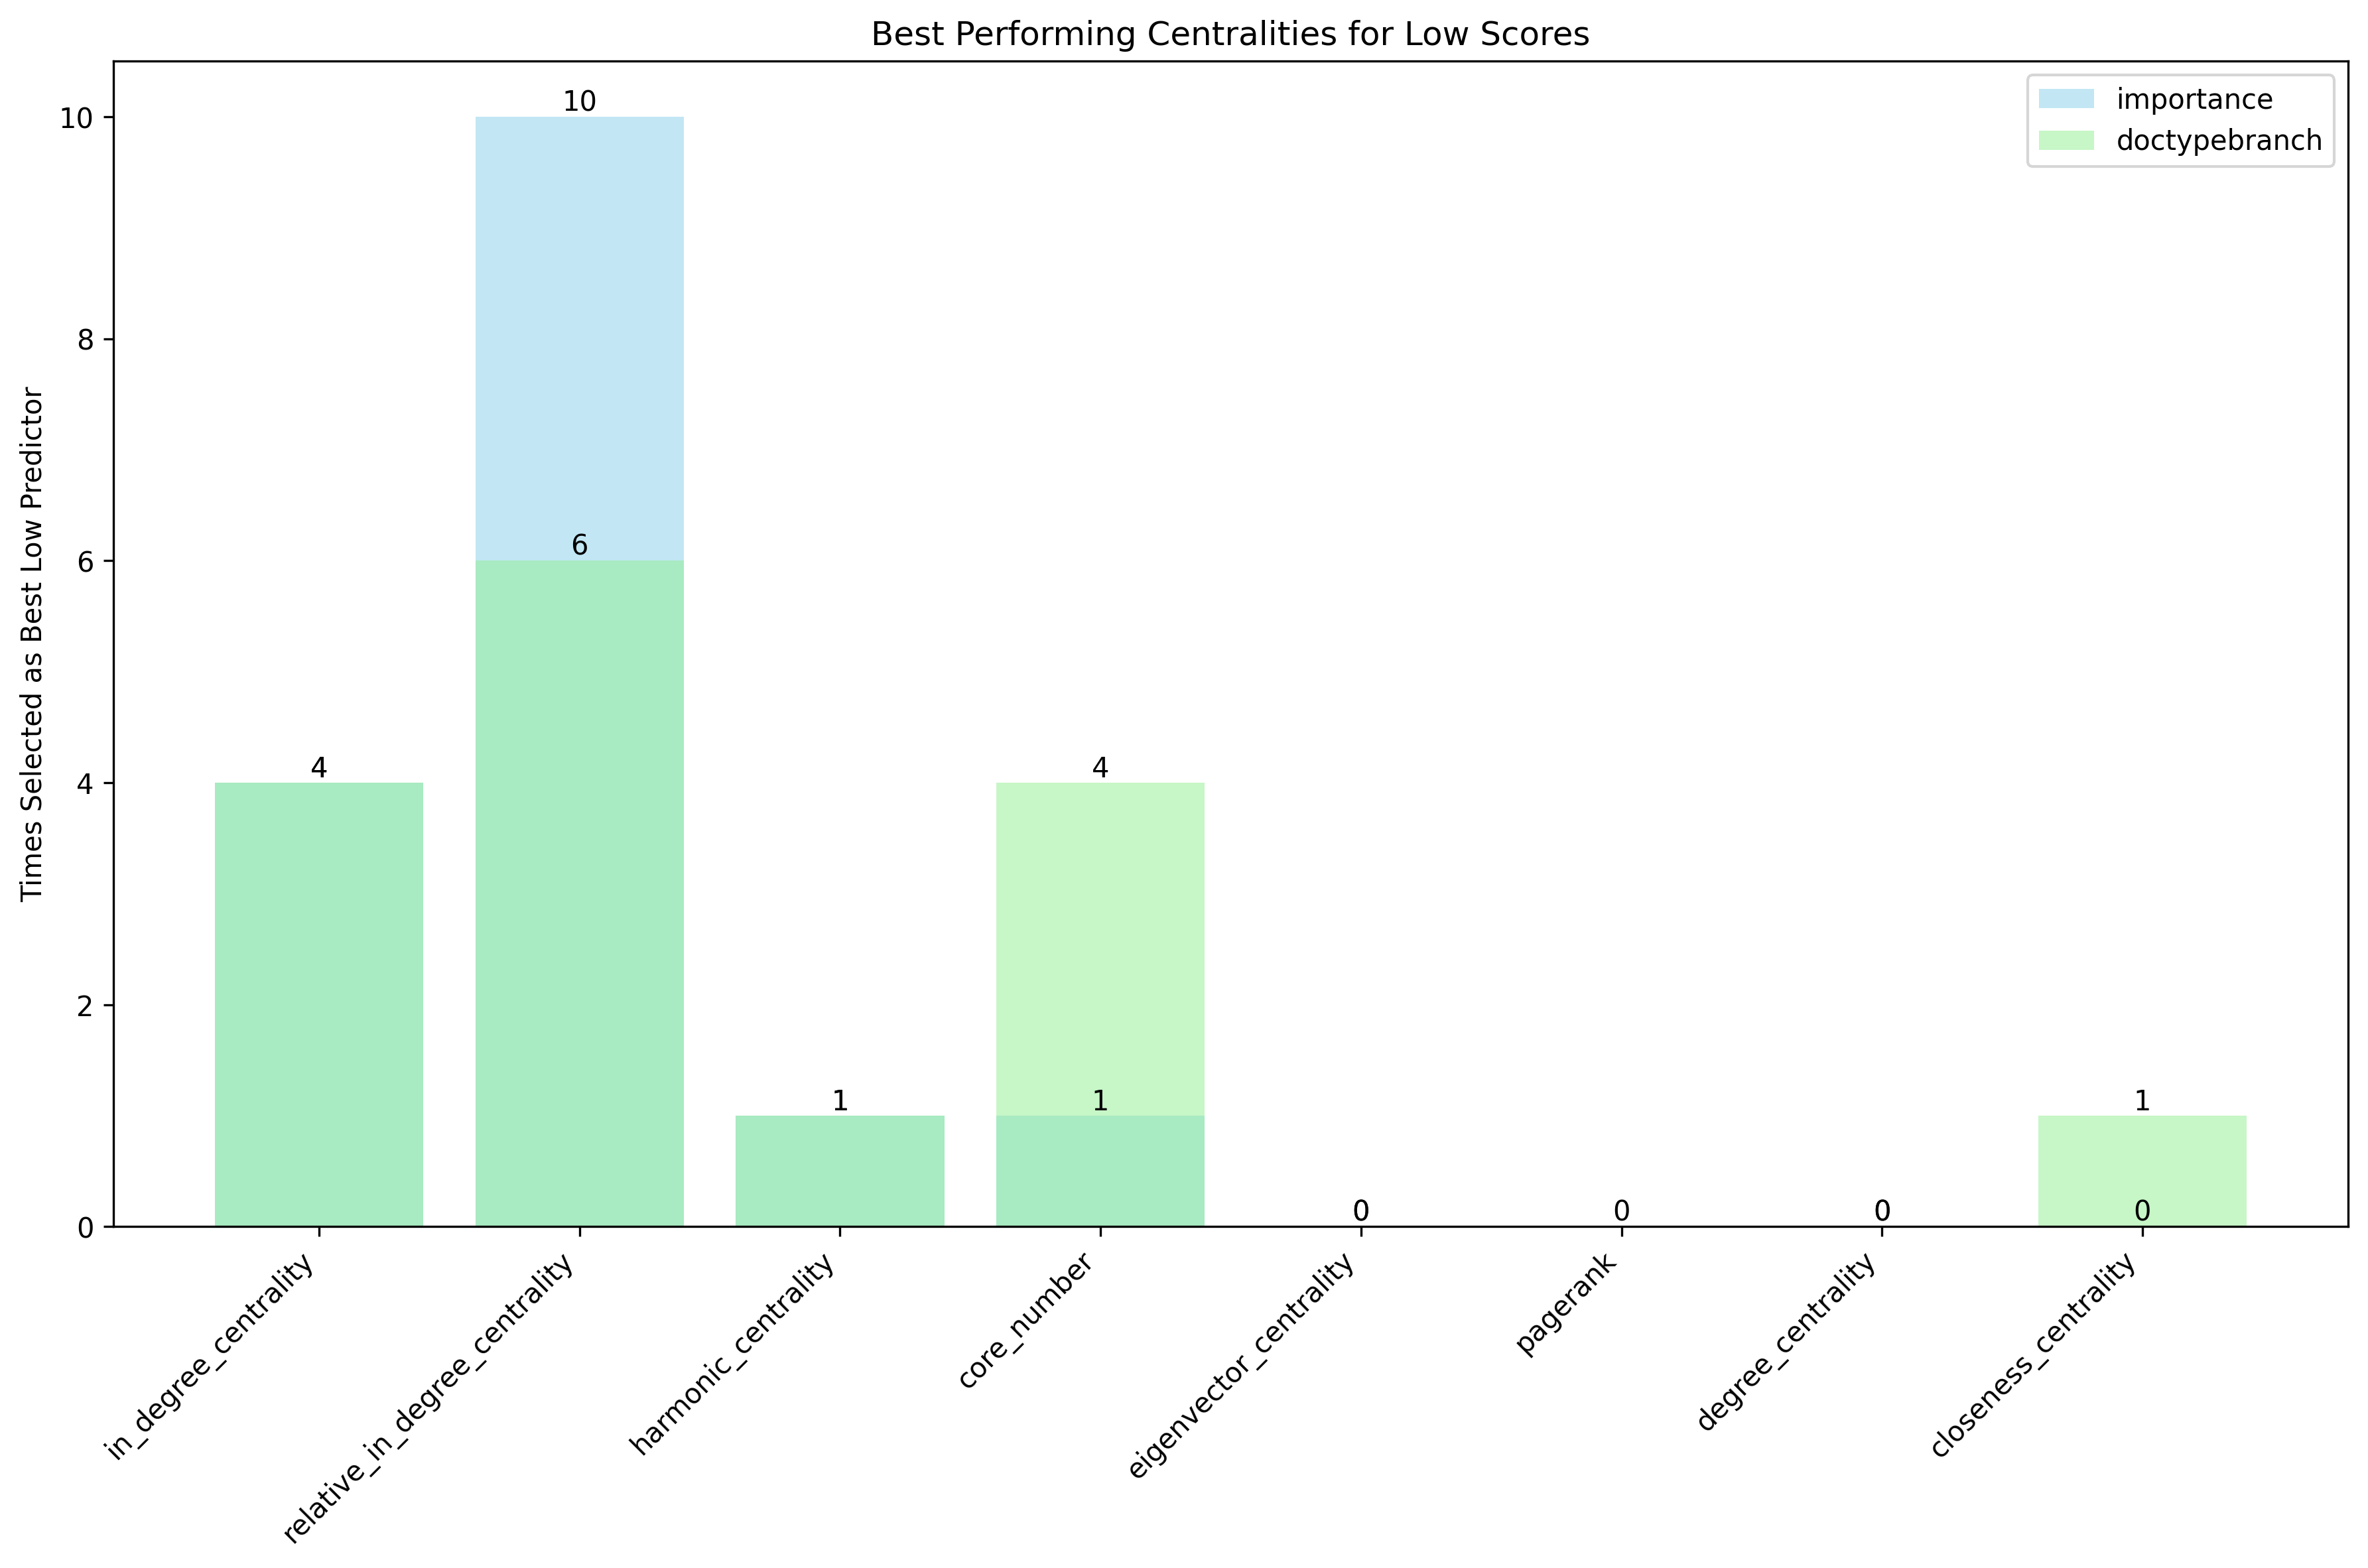 Best Performing Centralities for Low Scores
importance
doctypebranch
Times Selected as Best Low Predictor
10
8
6
4
2
0
4
10
6
1
4
1
0
0
0
1
0
in_degree_centrality
relative_in_degree_centrality
harmonic_centrality
core_number
eigenvector_centrality
pagerank
degree_centrality
closeness_centrality